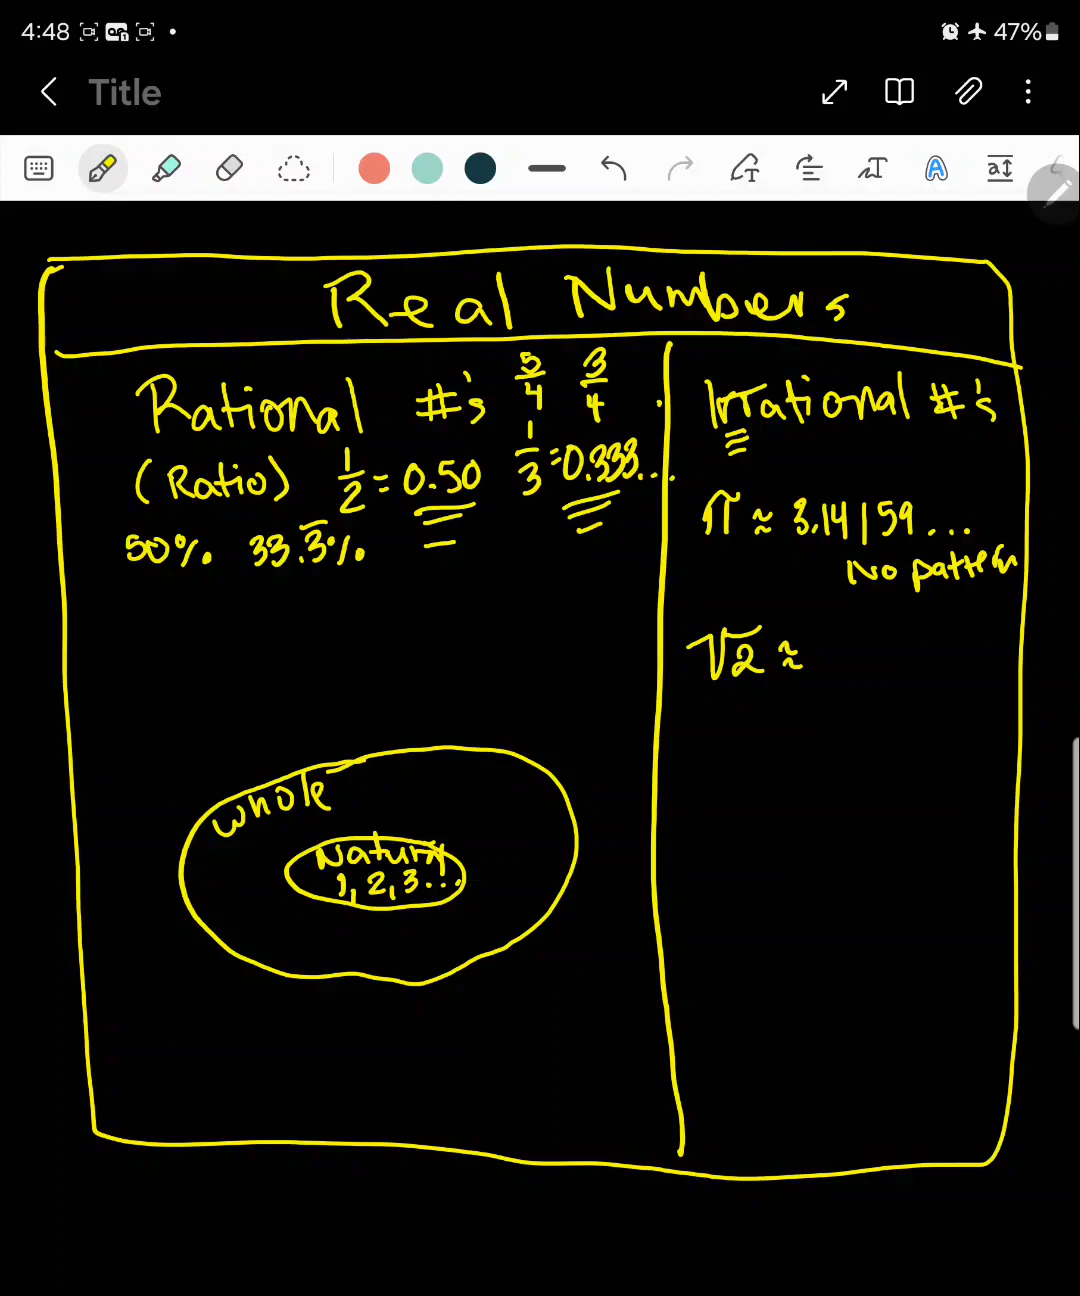 4:48 47%
Title
Real Numbers
Rational #'s 5/4 3/4
(Ratio) 1/2 = 0.50 1/3 = 0.333...
50% 33.3̅%
Irrational #'s
π ≈ 3.14159...
No pattern
√2 ≈
Whole
Natural
1, 2, 3...